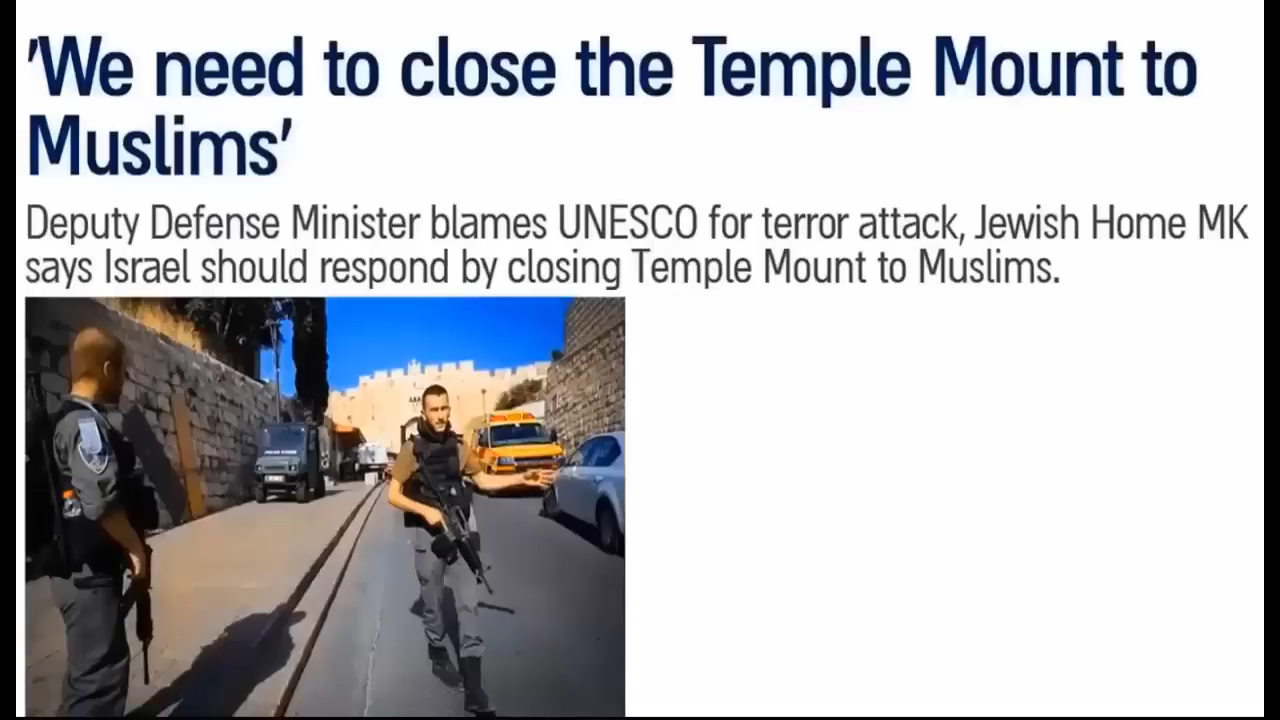 'We need to close the Temple Mount to
Muslims'
Deputy Defense Minister blames UNESCO for terror attack, Jewish Home MK
says Israel should respond by closing Temple Mount to Muslims.